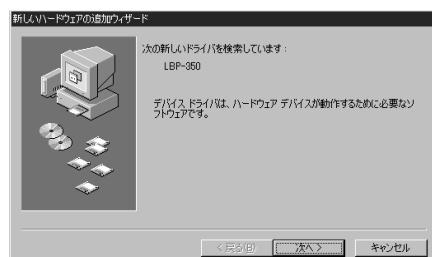 新しいハードウェアの追加ウィザード
次の新しいドライバを検索しています：
LBP-350
デバイス ドライバは、ハードウェア デバイスが動作するために必要なソ
フトウェアです。
< 戻る(B)
次へ >
キャンセル